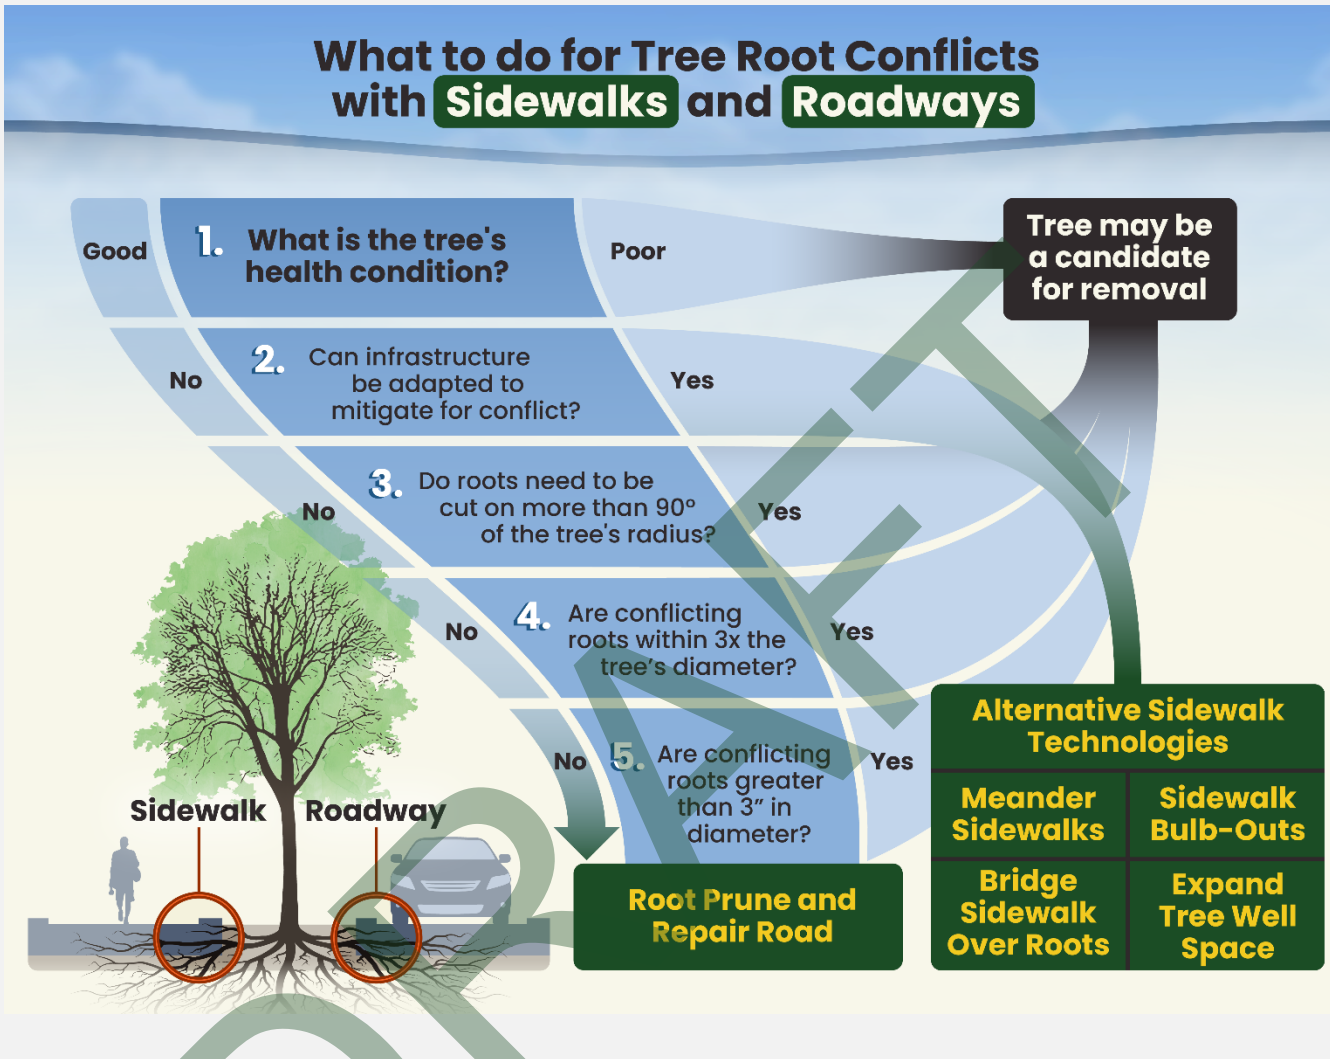 What to do for Tree Root Conflicts
with Sidewalks and Roadways
Good
1. What is the tree's
health condition?
Poor
Tree may be
a candidate
for removal
No
2. Can infrastructure
be adapted to
mitigate for conflict?
Yes
No
3. Do roots need to be
cut on more than 90°
of the tree's radius?
Yes
No
4. Are conflicting
roots within 3x the
tree's diameter?
Yes
No
5. Are conflicting
roots greater
than 3” in
diameter?
Yes
Sidewalk
Roadway
Root Prune and
Repair Road
Alternative Sidewalk
Technologies
Meander
Sidewalks
Sidewalk
Bulb-Outs
Bridge
Sidewalk
Over Roots
Expand
Tree Well
Space
DRAFT